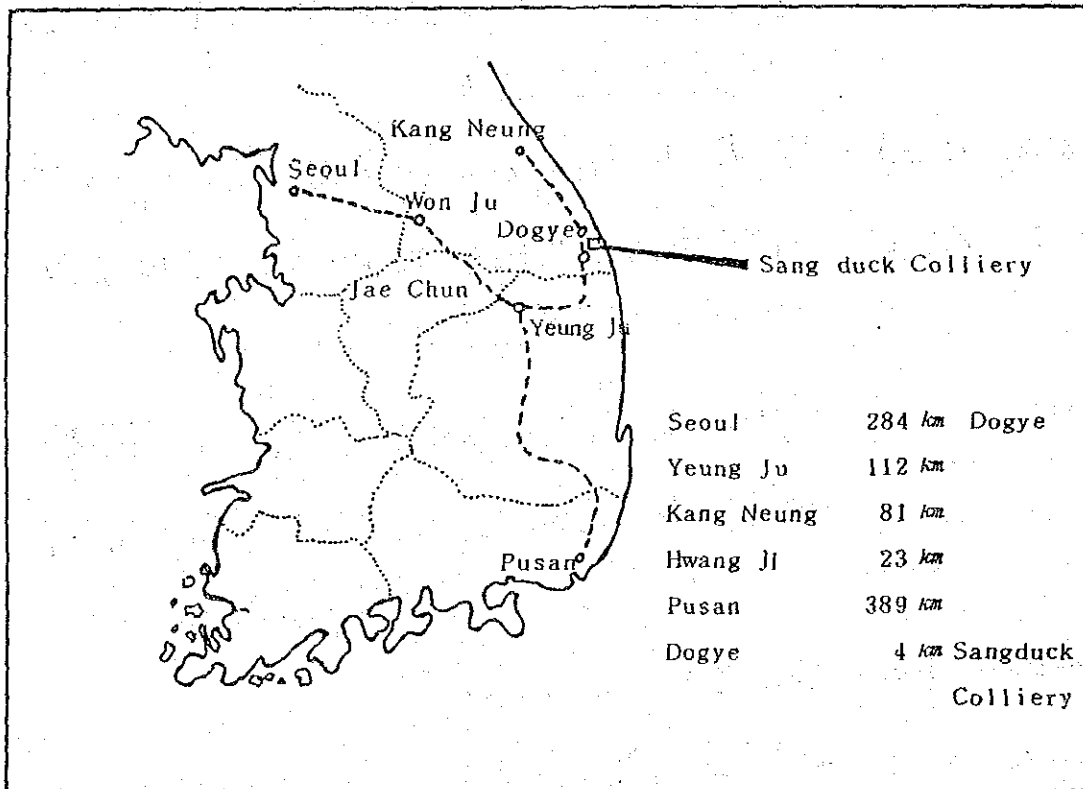 Kang Neung
Seoul
Won Ju
Dogye
Sang duck Colliery
Jae Chun
Yeung Ju
Seoul 284 km Dogye
Yeung Ju 112 km
Kang Neung 81 km
Hwang Ji 23 km
Pusan 389 km
Pusan
Dogye 4 km Sangduck
Colliery